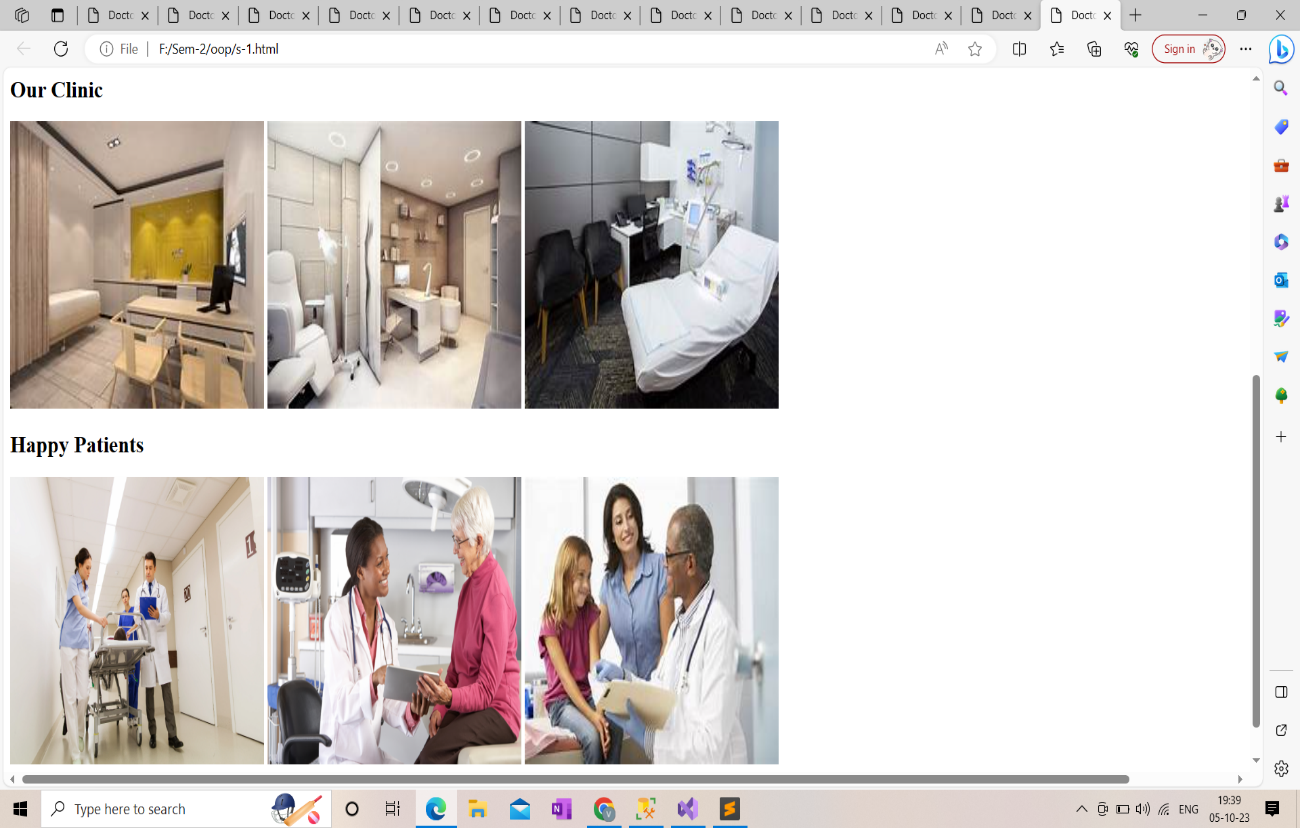 Docto Docto Docto Docto Docto Docto Docto Docto Docto Docto Docto Docto Docto
File F:/Sem-2/oop/s-1.html Sign in
Our Clinic
Happy Patients
Type here to search
ENG
19:39
05-10-23